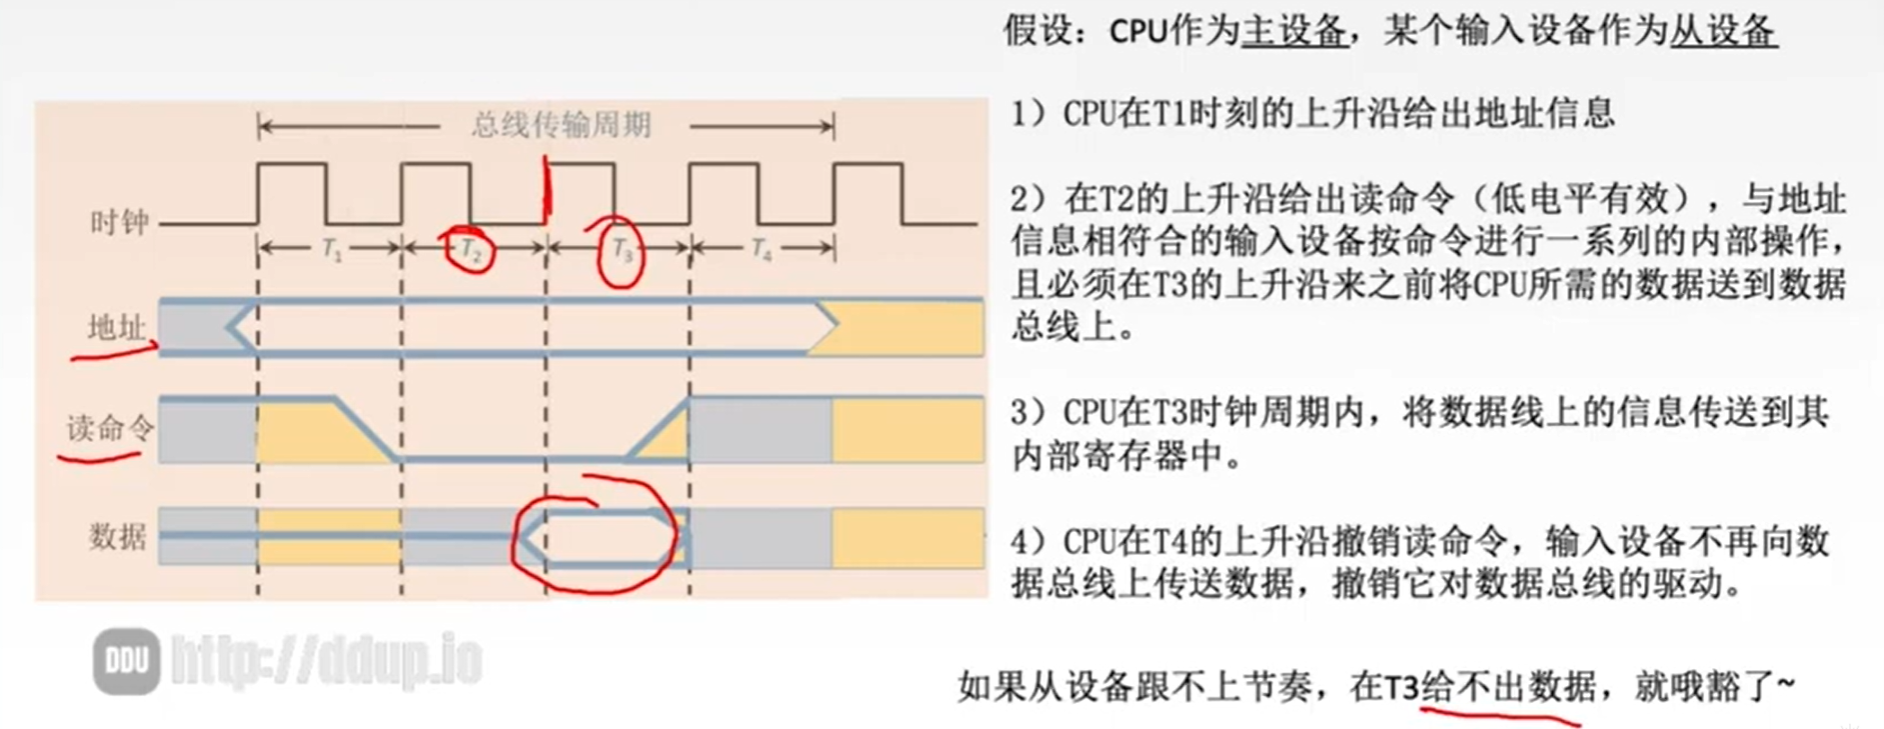 假设：CPU作为主设备，某个输入设备作为从设备
总线传输周期
时钟
T1
T2
T3
T4
地址
读命令
数据
1）CPU在T1时刻的上升沿给出地址信息
2）在T2的上升沿给出读命令（低电平有效），与地址
信息相符合的输入设备按命令进行一系列的内部操作，
且必须在T3的上升沿来之前将CPU所需的数据送到数据
总线上。
3）CPU在T3时钟周期内，将数据线上的信息传送到其
内部寄存器中。
4）CPU在T4的上升沿撤销读命令，输入设备不再向数
据总线上传送数据，撤销它对数据总线的驱动。
DDU http://ddup.io
如果从设备跟不上节奏，在T3给不出数据，就哦豁了~